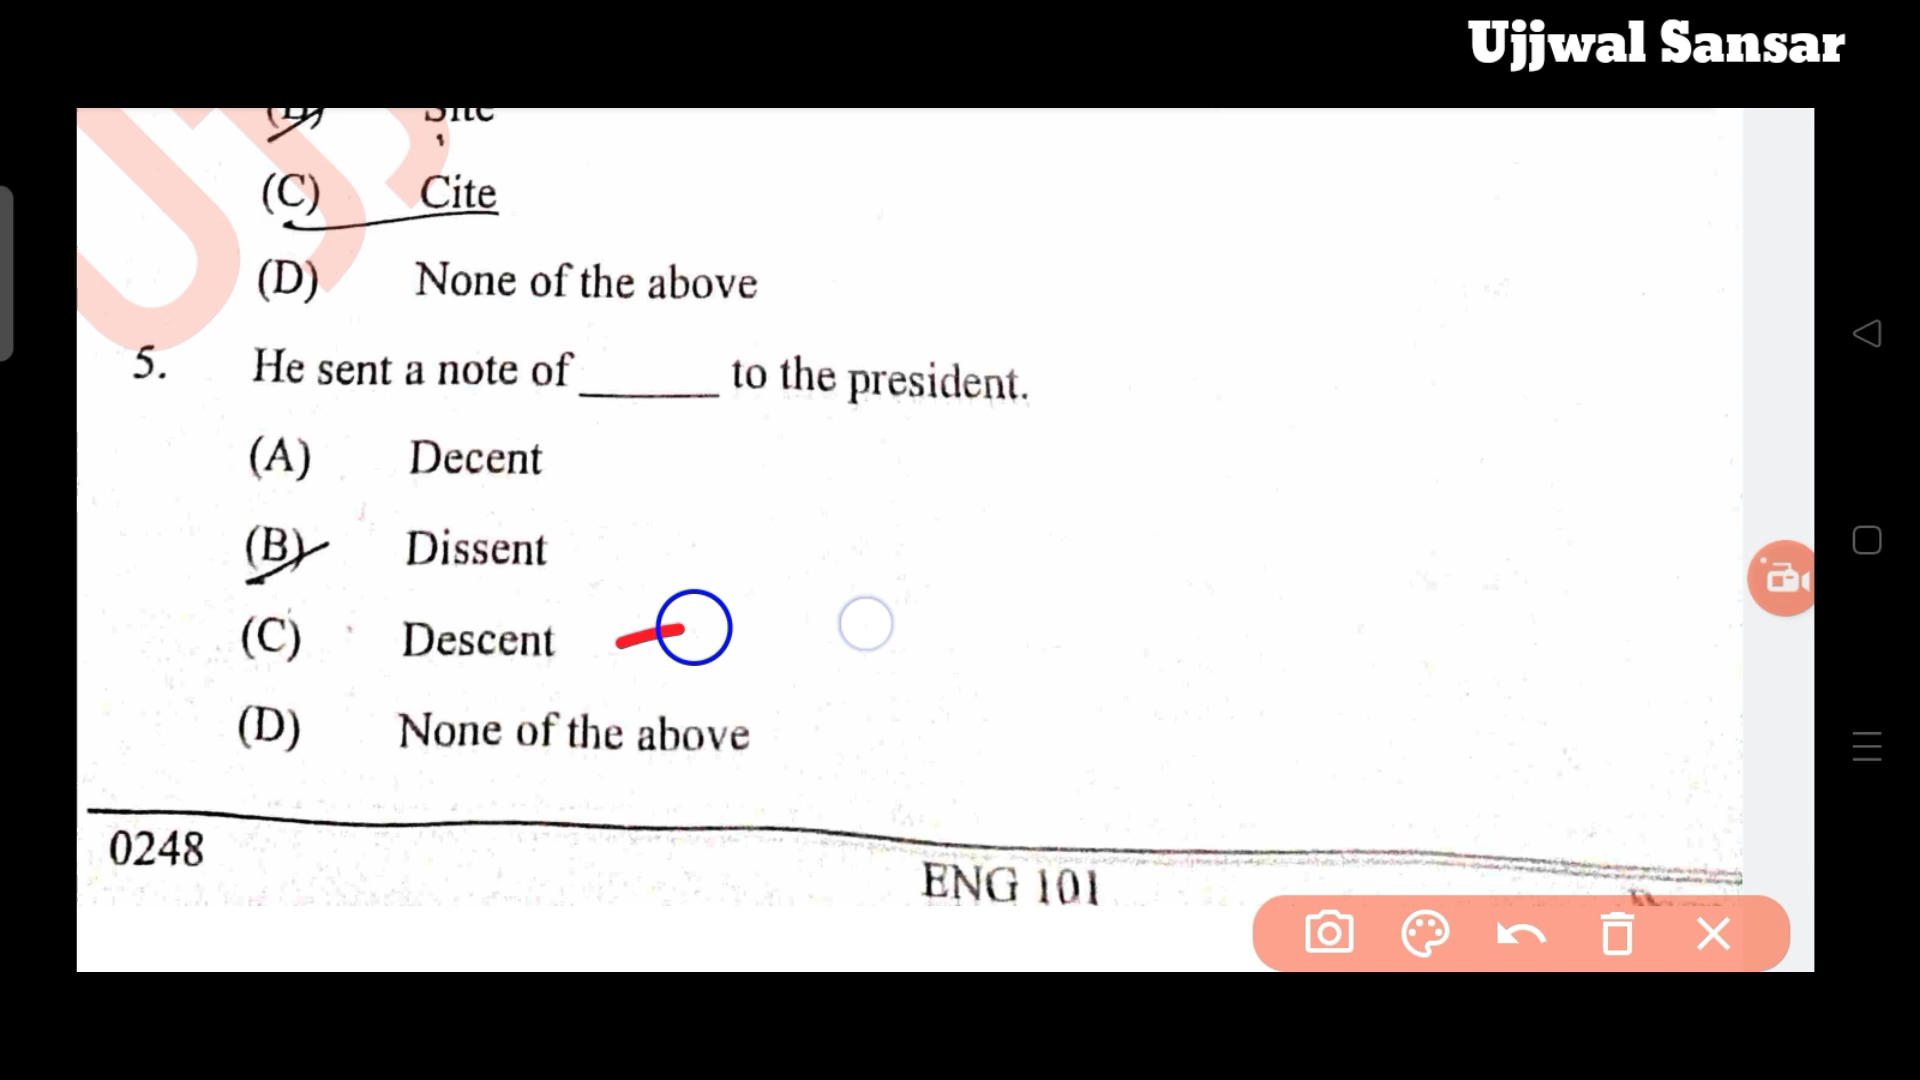 Ujjwal Sansar
(B) Site
(C) Cite
(D) None of the above
5. He sent a note of ______ to the president.
(A) Decent
(B) Dissent
(C) Descent
(D) None of the above
0248
ENG 101